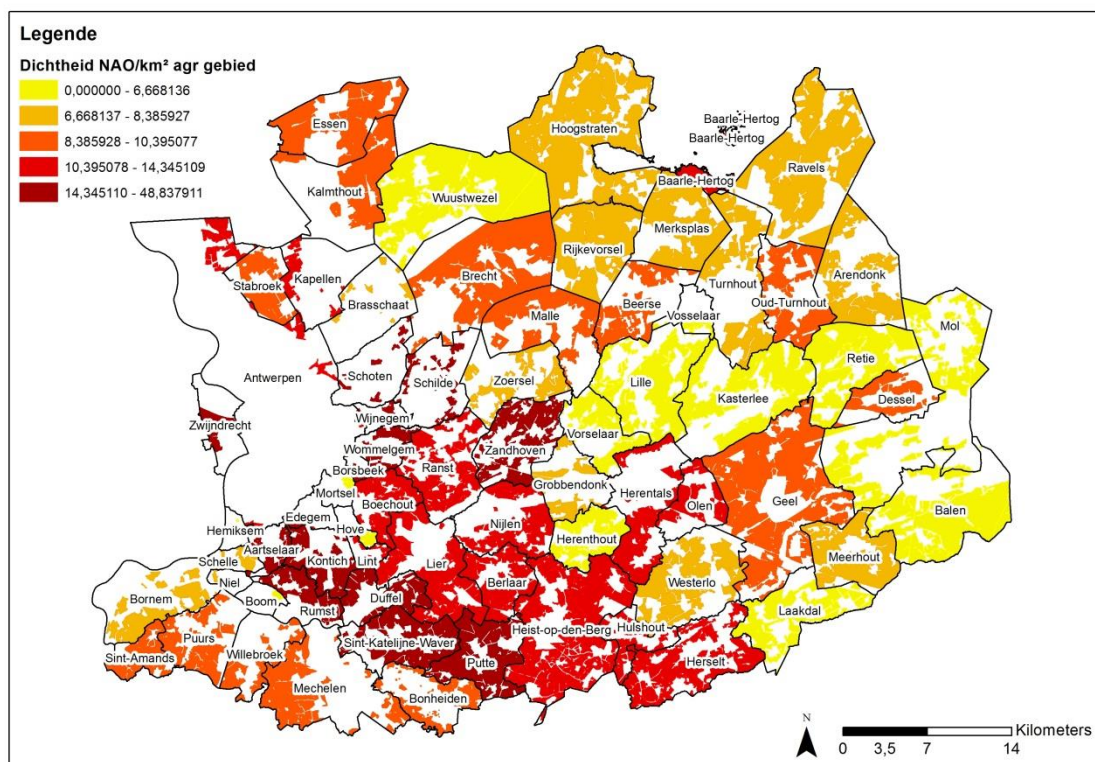 Legende
Dichtheid NAO/km² agr gebied
0,000000 - 6,668136
6,668137 - 8,385927
8,385928 - 10,395077
10,395078 - 14,345109
14,345110 - 48,837911
Essen
Hoogstraten
Baarle-Hertog
Baarle-Hertog
Ravels
Baarle-Hertog
Kalmthout
Wuustwezel
Merksplas
Rijkevorsel
Brecht
Arendonk
Kapellen
Stabroek
Turnhout
Oud-Turnhout
Brasschaat
Beerse
Malle
Vosselaar
Mol
Retie
Antwerpen
Schoten
Schilde
Zoersel
Lille
Kasterlee
Dessel
Wijnegem
Zwijndrecht
Vorselaar
Wommelgem
Zandhoven
Ranst
Borsbeek
Grobbendonk
Herentals
Mortsel
Boechout
Olen
Geel
Edegem
Nijlen
Balen
Hemiksem
Hove
Herenthout
Aartselaar
Schelle
Kontich
Lint
Lier
Meerhout
Niel
Berlaar
Westerlo
Bornem
Boom
Rumst
Duffel
Laakdal
Puurs
Sint-Katelijne-Waver
Heist-op-den-Berg
Hulshout
Sint-Amands
Willebroek
Putte
Herselt
Mechelen
Bonheiden
N
Kilometers
0 3,5 7 14